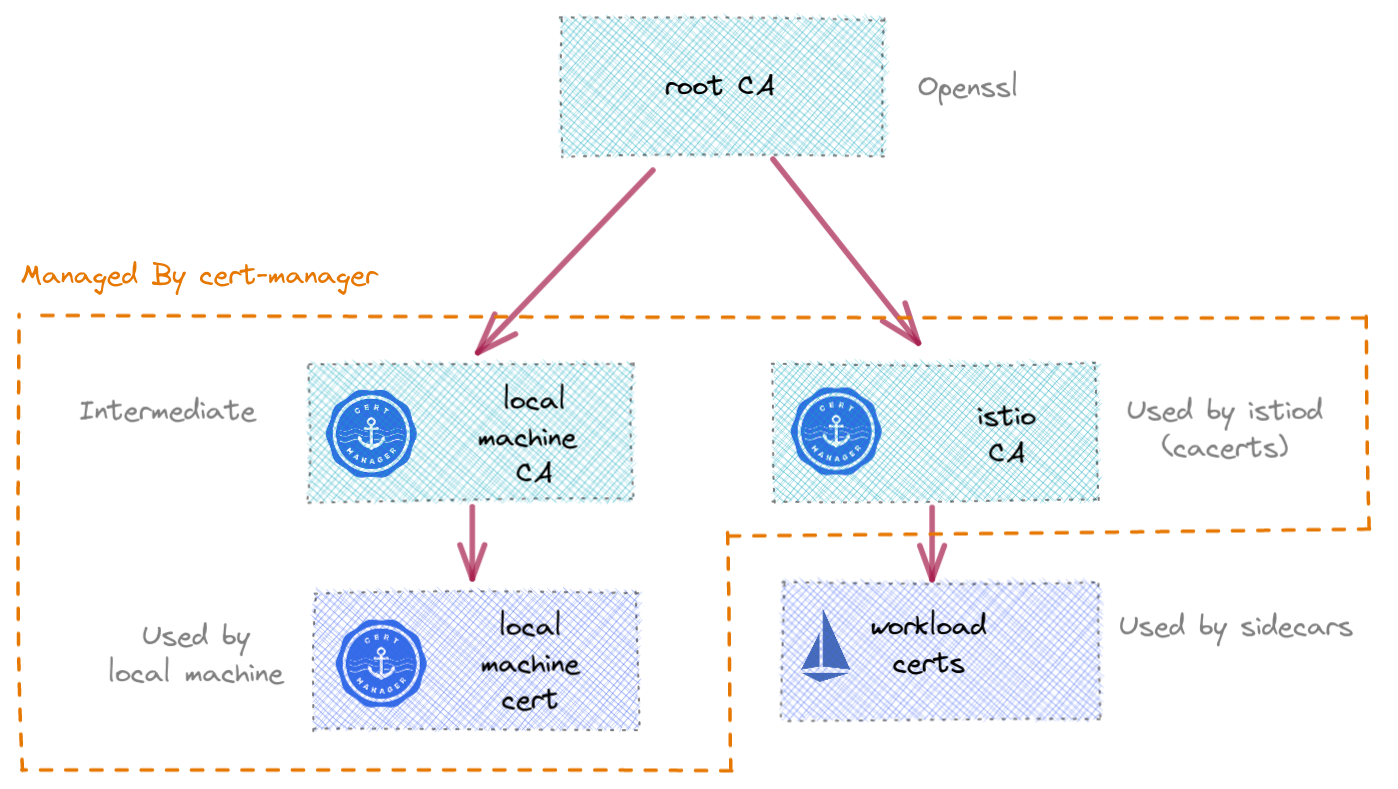 root CA
Openssl
Managed By cert-manager
Intermediate
CERT
MANAGER
local
machine
CA
CERT
MANAGER
istio
CA
Used by istiod
(cacerts)
Used by
local machine
CERT
MANAGER
local
machine
cert
workload
certs
Used by sidecars